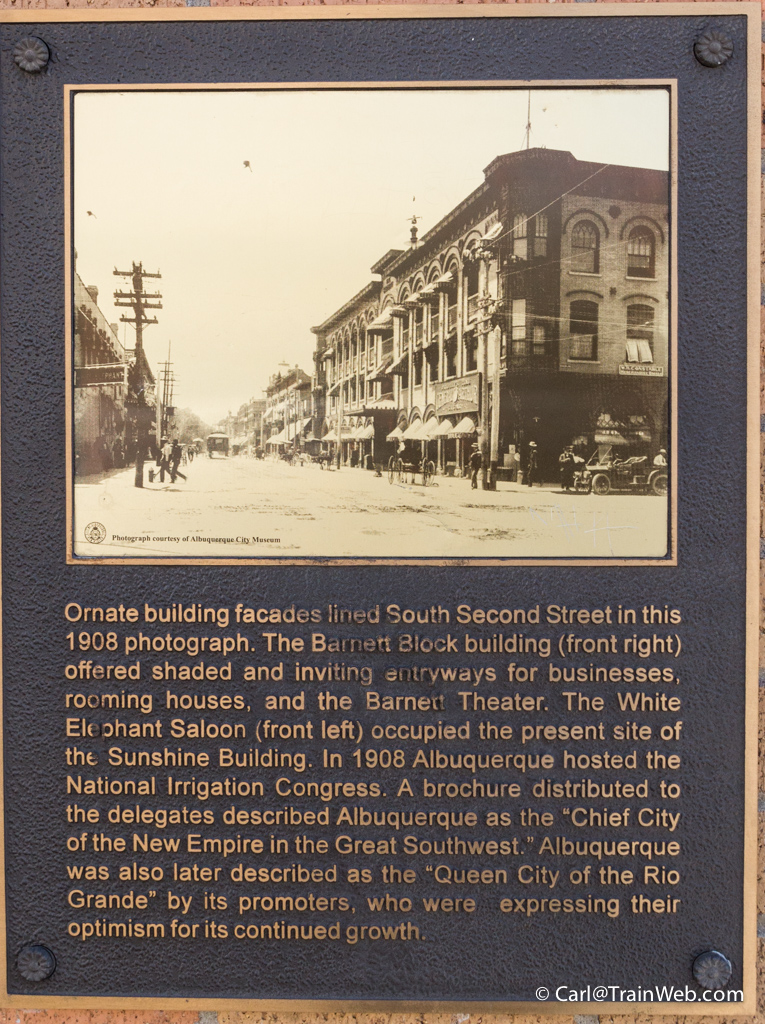 Photograph courtesy of Albuquerque City Museum
Ornate building facades lined South Second Street in this
1908 photograph. The Barnett Block building (front right)
offered shaded and inviting entryways for businesses,
rooming houses, and the Barnett Theater. The White
Elephant Saloon (front left) occupied the present site of
the Sunshine Building. In 1908 Albuquerque hosted the
National Irrigation Congress. A brochure distributed to
the delegates described Albuquerque as the “Chief City
of the New Empire in the Great Southwest.” Albuquerque
was also later described as the “Queen City of the Rio
Grande” by its promoters, who were expressing their
optimism for its continued growth.
© Carl@TrainWeb.com